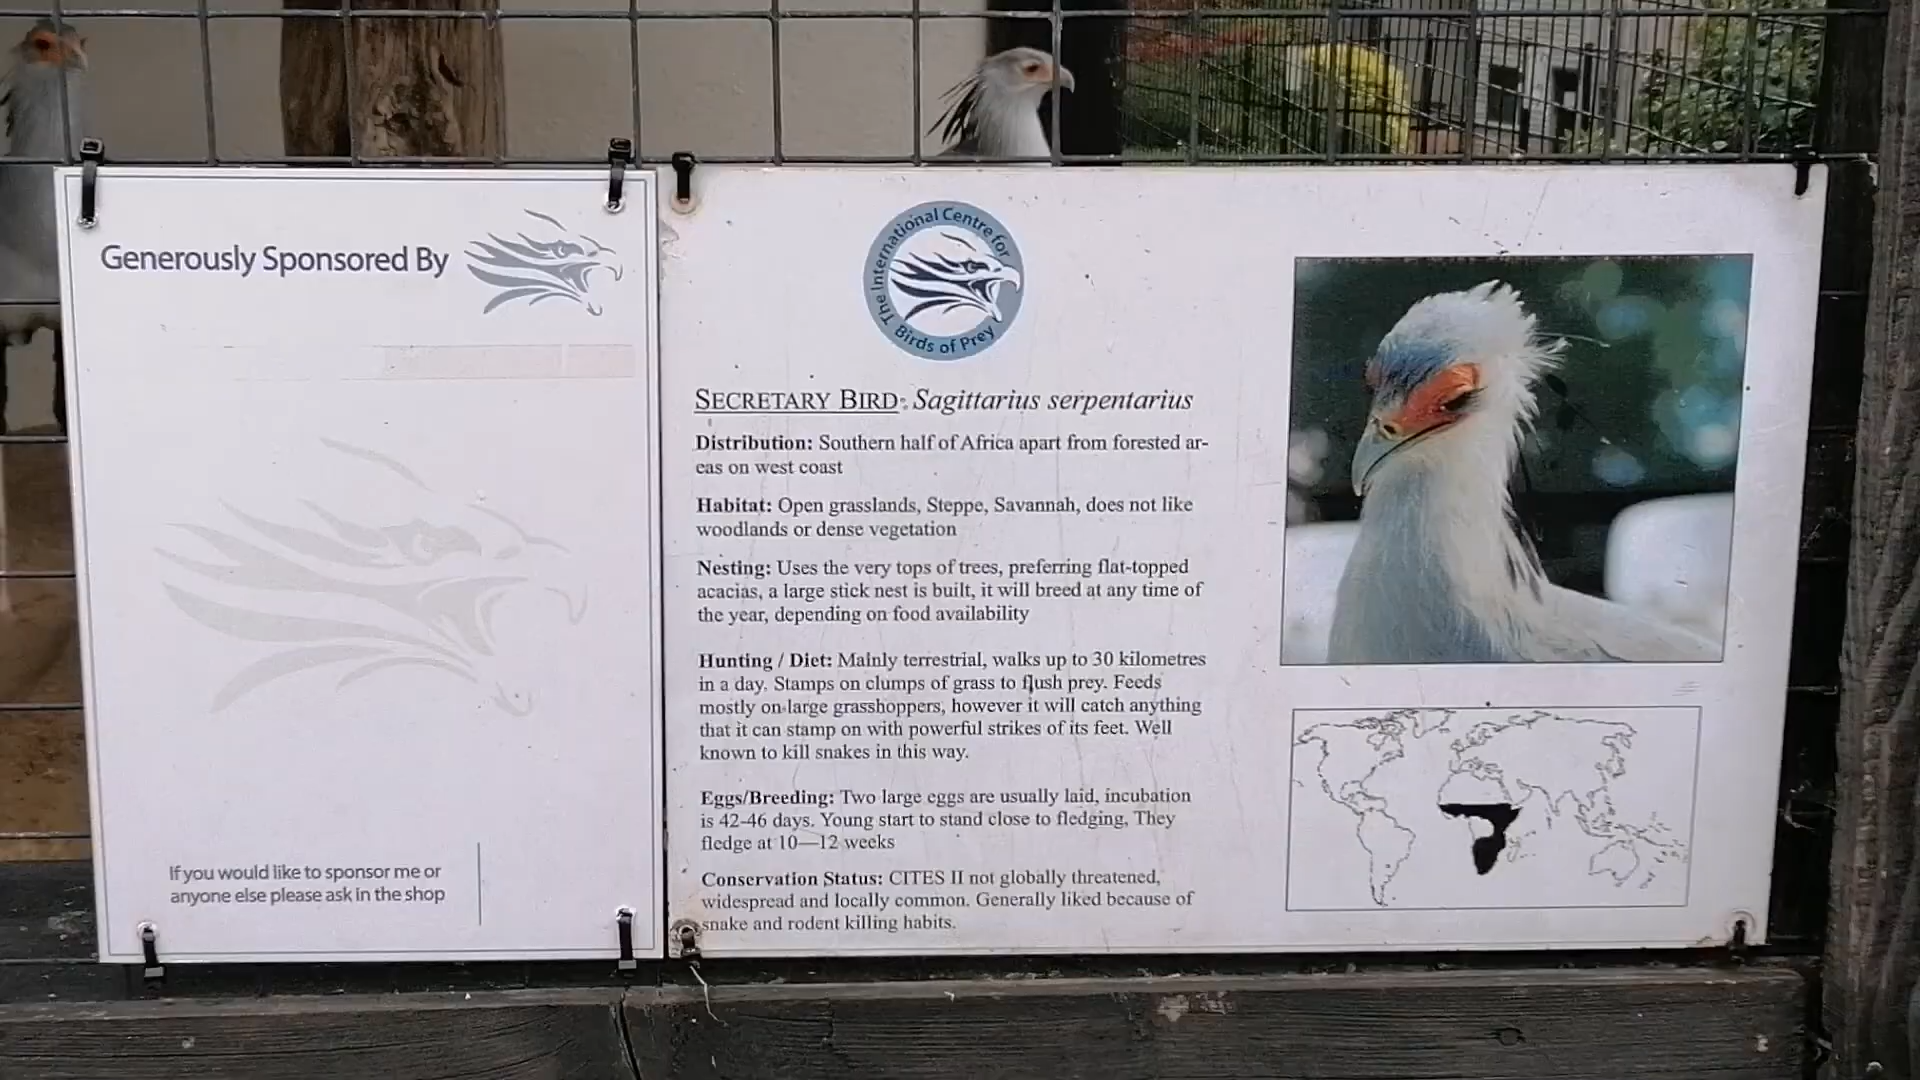 Generously Sponsored By
If you would like to sponsor me or
anyone else please ask in the shop
The International Centre for
Birds of Prey
SECRETARY BIRD: Sagittarius serpentarius
Distribution: Southern half of Africa apart from forested ar-
eas on west coast
Habitat: Open grasslands, Steppe, Savannah, does not like
woodlands or dense vegetation
Nesting: Uses the very tops of trees, preferring flat-topped
acacias, a large stick nest is built, it will breed at any time of
the year, depending on food availability
Hunting / Diet: Mainly terrestrial, walks up to 30 kilometres
in a day. Stamps on clumps of grass to flush prey. Feeds
mostly on large grasshoppers, however it will catch anything
that it can stamp on with powerful strikes of its feet. Well
known to kill snakes in this way.
Eggs/Breeding: Two large eggs are usually laid, incubation
is 42-46 days. Young start to stand close to fledging, They
fledge at 10—12 weeks
Conservation Status: CITES II not globally threatened,
widespread and locally common. Generally liked because of
snake and rodent killing habits.